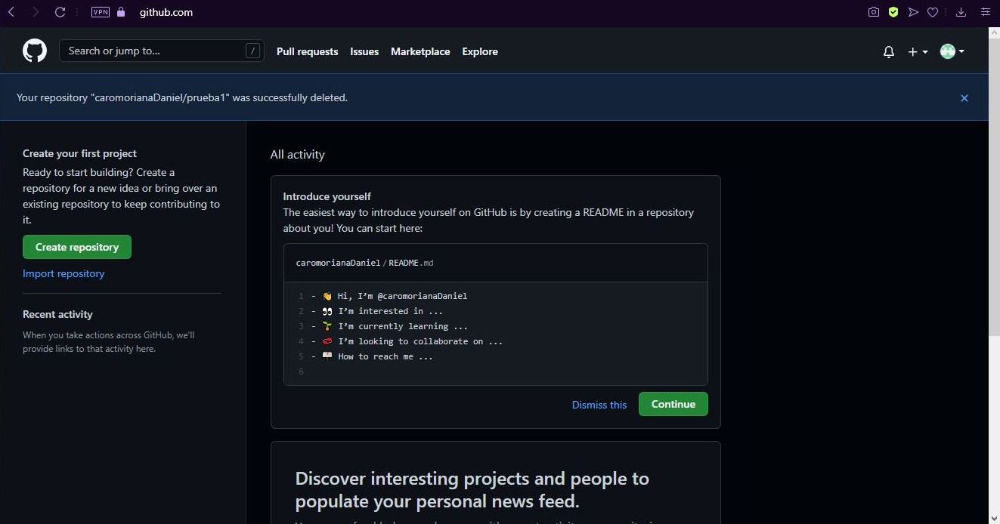 VPN github.com
Search or jump to... / Pull requests Issues Marketplace Explore
Your repository "caromorianaDaniel/prueba1" was successfully deleted.
Create your first project
Ready to start building? Create a
repository for a new idea or bring over an
existing repository to keep contributing to
it.
Create repository
Import repository
Recent activity
When you take actions across GitHub, we'll
provide links to that activity here.
All activity
Introduce yourself
The easiest way to introduce yourself on GitHub is by creating a README in a repository
about you! You can start here:
caromorianaDaniel/README.md
1 - 👋 Hi, I'm @caromorianaDaniel
2 - 👀 I'm interested in ...
3 - 🌱 I'm currently learning ...
4 - 💞️ I'm looking to collaborate on ...
5 - 📖 How to reach me ...
6
Dismiss this Continue
Discover interesting projects and people to
populate your personal news feed.